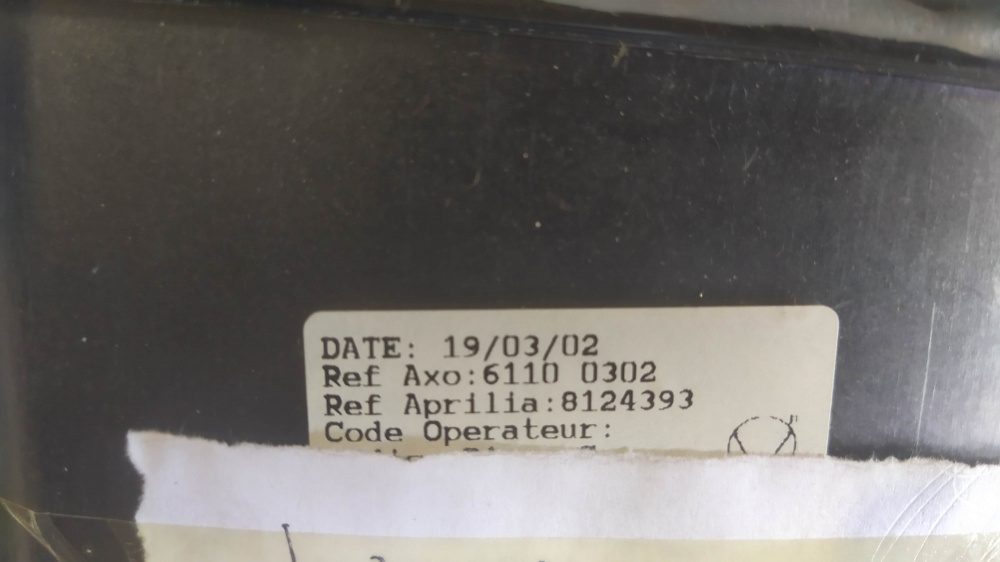 DATE: 19/03/02
Ref Axo:6110 0302
Ref Aprilia:8124393
Code Operateur: